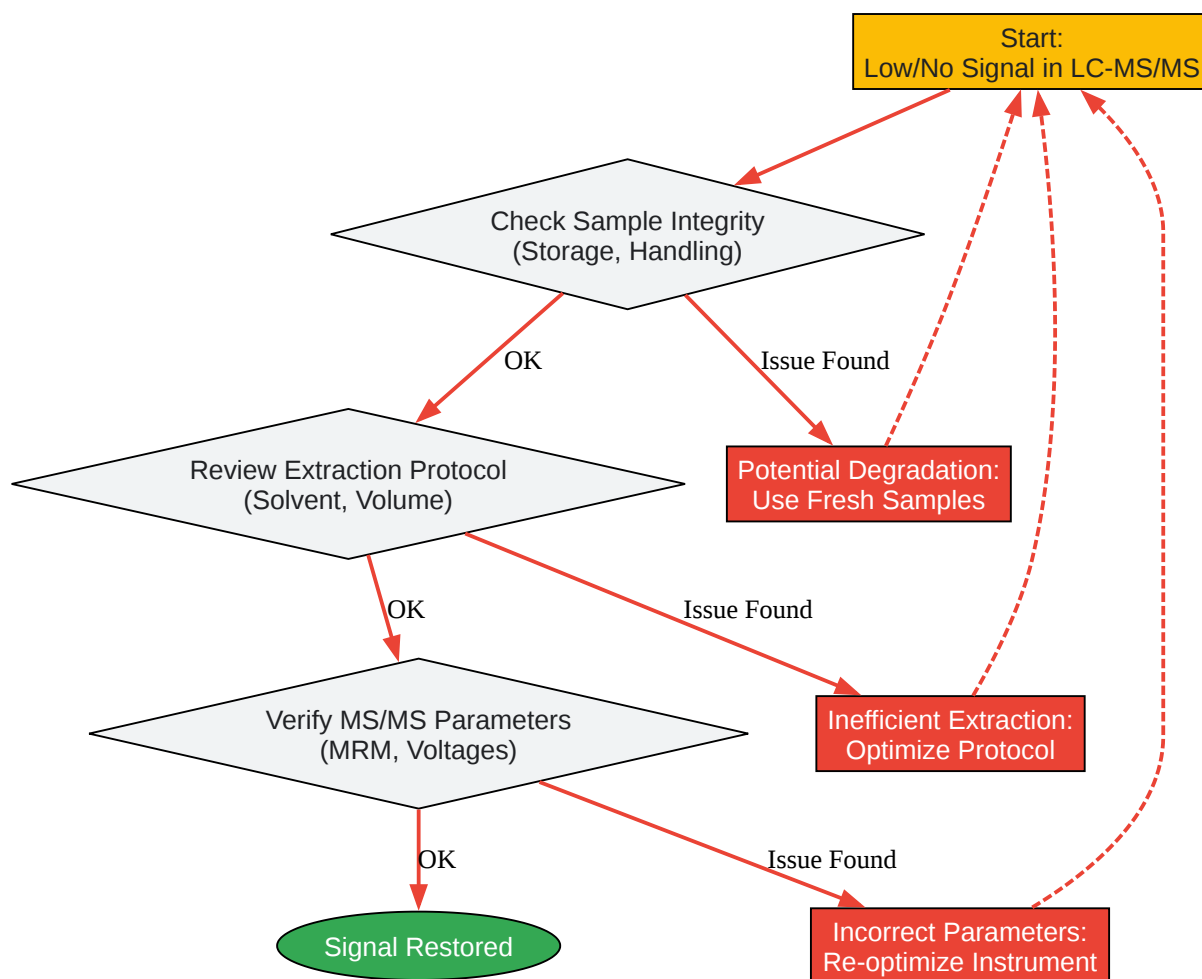 Start:
Low/No Signal in LC-MS/MS
Check Sample Integrity
(Storage, Handling)
OK
Issue Found
Review Extraction Protocol
(Solvent, Volume)
Potential Degradation:
Use Fresh Samples
OK
Issue Found
Verify MS/MS Parameters
(MRM, Voltages)
Inefficient Extraction:
Optimize Protocol
OK
Issue Found
Signal Restored
Incorrect Parameters:
Re-optimize Instrument